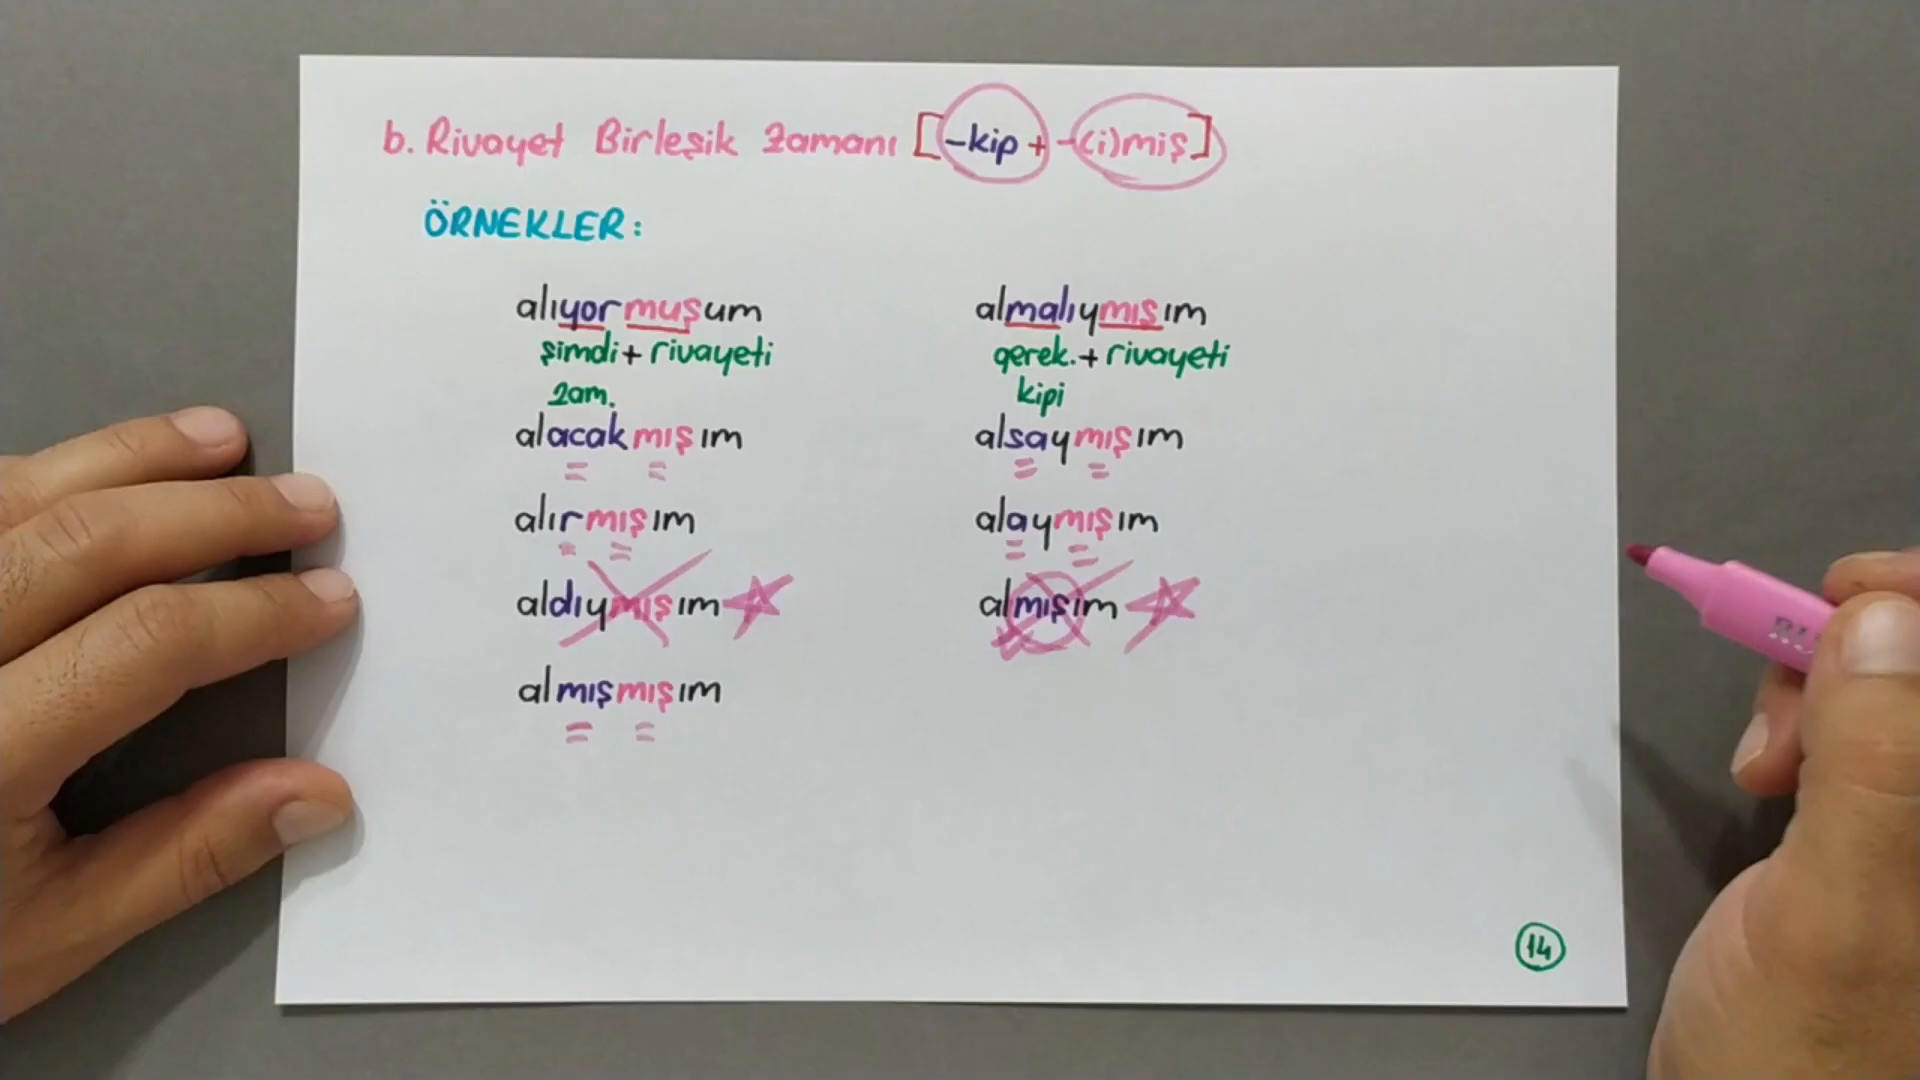 b. Rivayet Birleşik Zamanı [-kip + -(i)miş]
ÖRNEKLER:
alıyormuşum
şimdi + rivayeti
zam.
alacakmışım
alırmışım
aldıymışım
almışmışım
almalıymışım
gerek. + rivayeti
kipi
alsaymışım
alaymışım
almışım
14